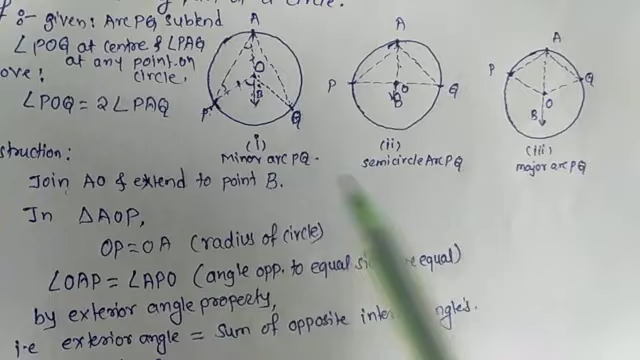 of a circle.
:- given: Arc PQ subtend
∠POQ at centre & ∠PAQ
at any point on
circle.
ove:
∠POQ = 2∠PAQ
A
O
B
P
Q
(i)
Minor arc PQ.
A
P
O
B
Q
(ii)
semicircle Arc PQ
A
P
Q
O
B
(iii)
major arc PQ
struction:
Join AO & extend to point B.
In ΔAOP,
OP = OA (radius of circle)
∠OAP = ∠APO (angle opp. to equal equal)
by exterior angle property,
i.e exterior angle = sum of opposite